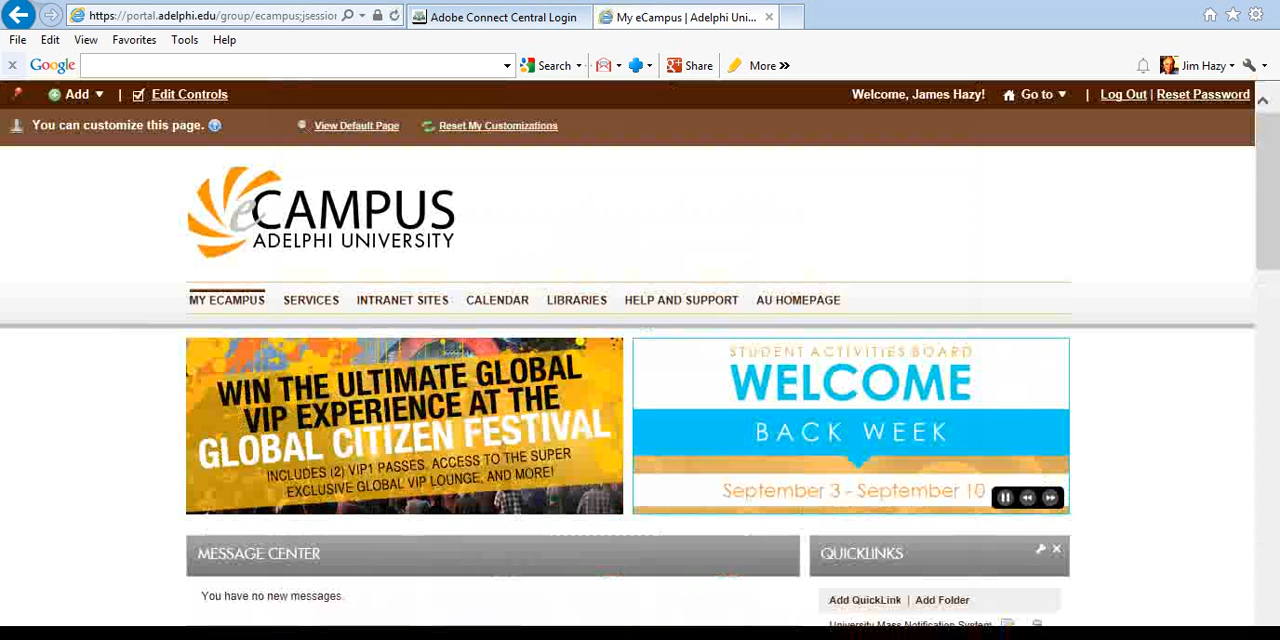 https://portal.adelphi.edu/group/ecampus;jsession
Adobe Connect Central Login
My eCampus | Adelphi Uni...
File Edit View Favorites Tools Help
Google
Search
Share
More »
Jim Hazy
Add | Edit Controls
Welcome, James Hazy! Go to | Log Out | Reset Password
You can customize this page. View Default Page Reset My Customizations
eCAMPUS
ADELPHI UNIVERSITY
MY ECAMPUS SERVICES INTRANET SITES CALENDAR LIBRARIES HELP AND SUPPORT AU HOMEPAGE
WIN THE ULTIMATE GLOBAL
VIP EXPERIENCE AT THE
GLOBAL CITIZEN FESTIVAL
INCLUDES (2) VIP1 PASSES, ACCESS TO THE SUPER
EXCLUSIVE GLOBAL VIP LOUNGE, AND MORE!
STUDENT ACTIVITIES BOARD
WELCOME
BACK WEEK
September 3 - September 10
MESSAGE CENTER
You have no new messages.
QUICKLINKS
Add QuickLink | Add Folder
University Mass Notification System